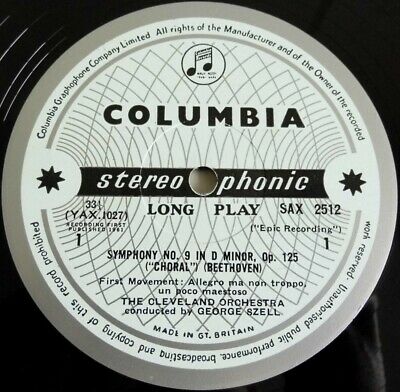 Columbia Graphophone Company Limited. All rights of the Manufacturer and of the Owner of the recorded work reserved. Unauthorised public performance, broadcasting and copying of this record prohibited.
COLUMBIA
stereophonic
33⅓
(YAX.1027)
LONG PLAY
SAX 2512
RECORDING FIRST
PUBLISHED 1961
("Epic Recording")
1
1
SYMPHONY NO. 9 IN D MINOR, Op. 125
("CHORAL") (BEETHOVEN)
First Movement: Allegro ma non troppo,
un poco maestoso
THE CLEVELAND ORCHESTRA
conducted by GEORGE SZELL
MADE IN GT. BRITAIN